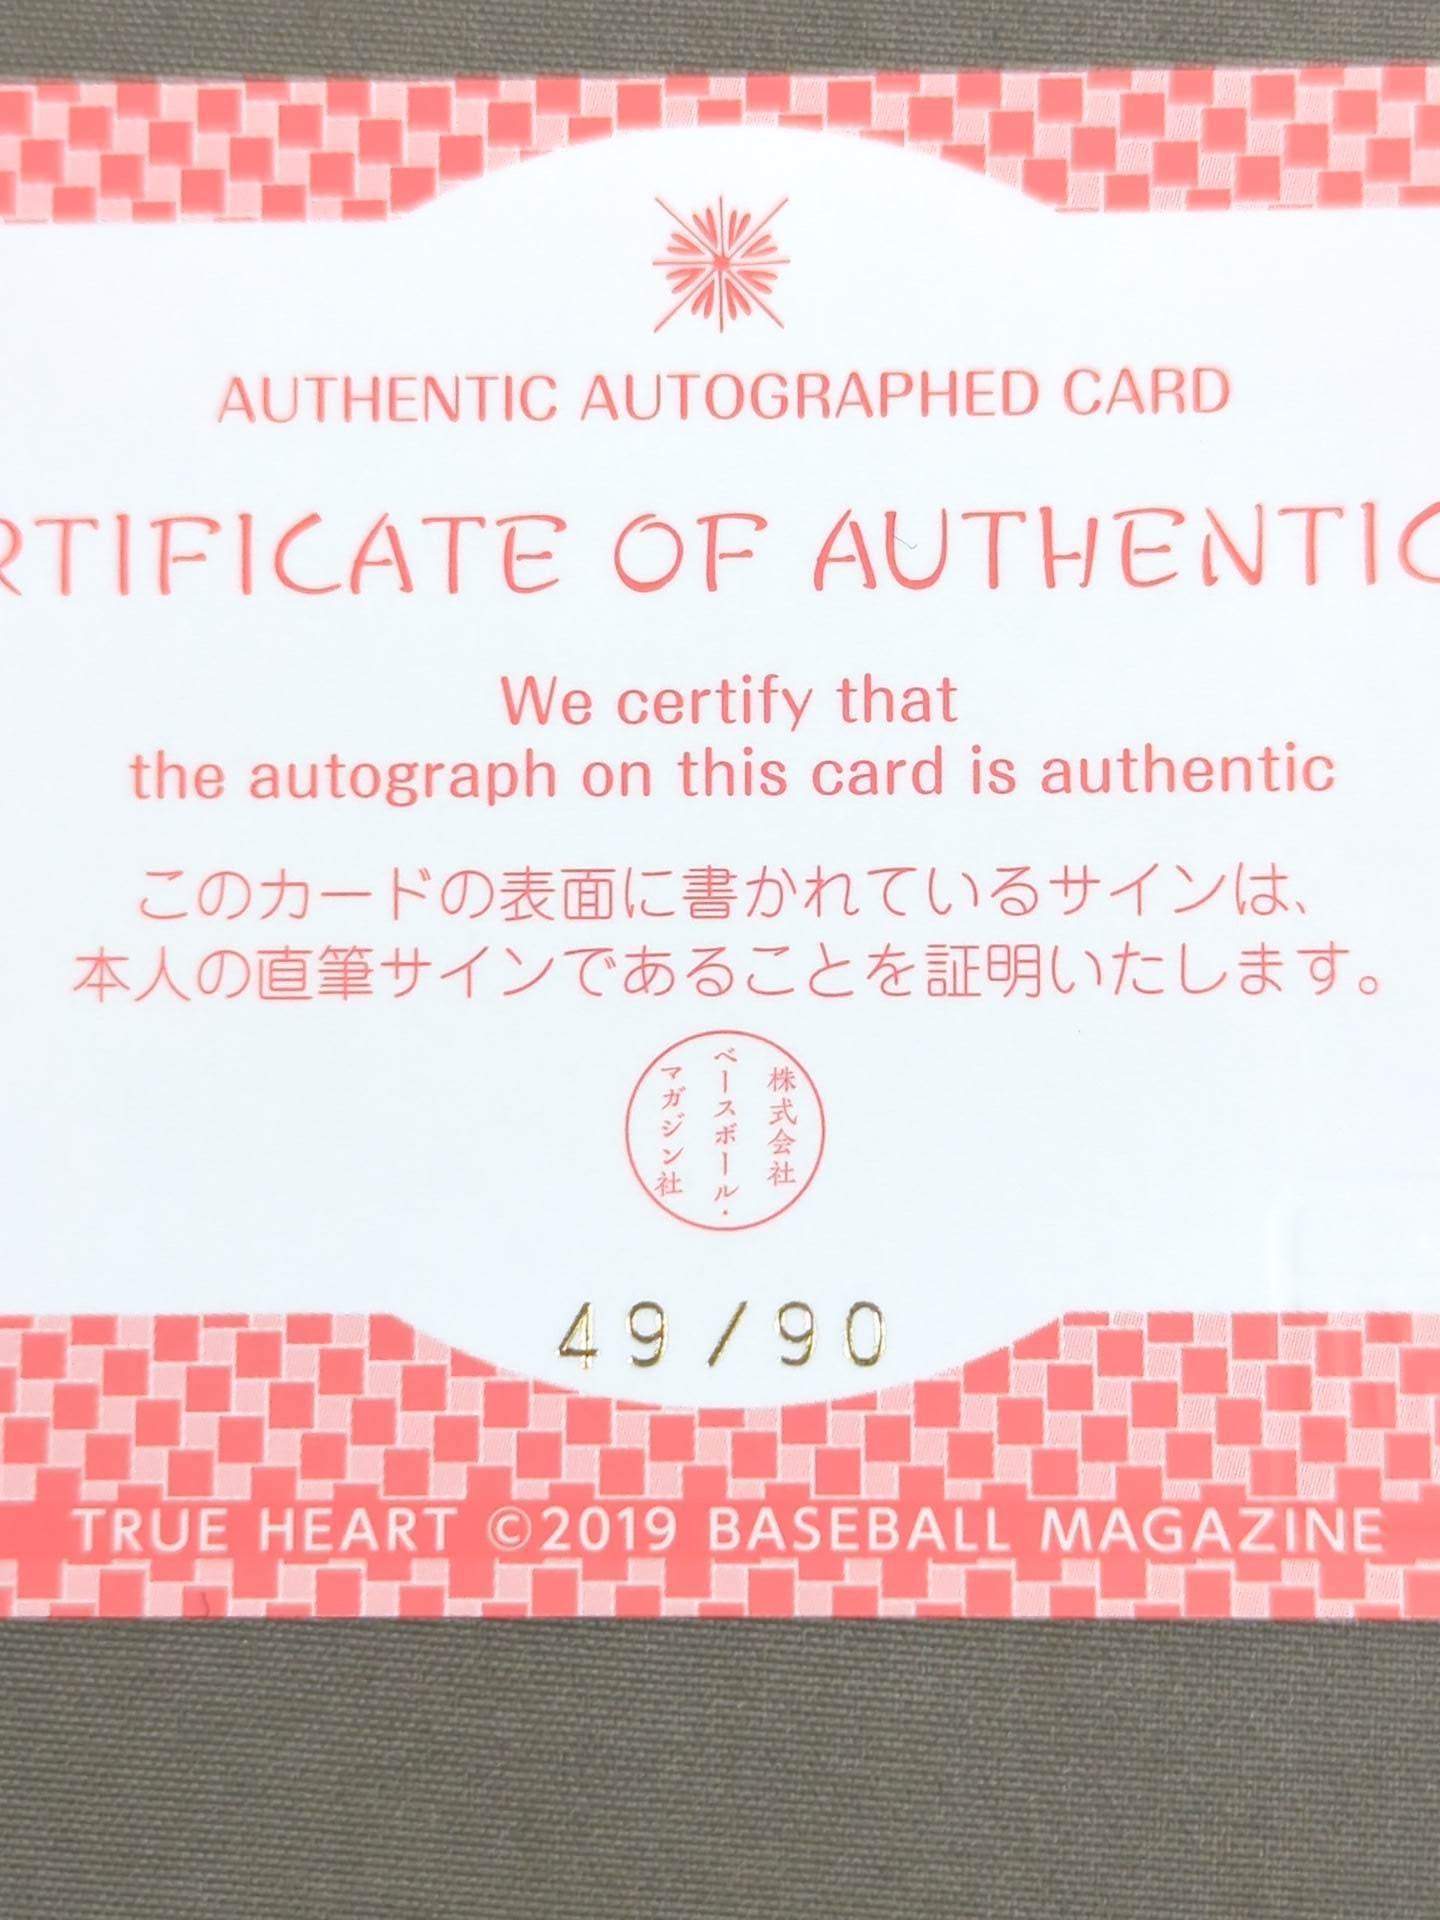 AUTHENTIC AUTOGRAPHED CARD
RTIFICATE OF AUTHENTIC
We certify that
the autograph on this card is authentic
このカードの表面に書かれているサインは、
本人の直筆サインであることを証明いたします。
株式会社
ベースボール・
マガジン社
49/90
TRUE HEART ©2019 BASEBALL MAGAZINE